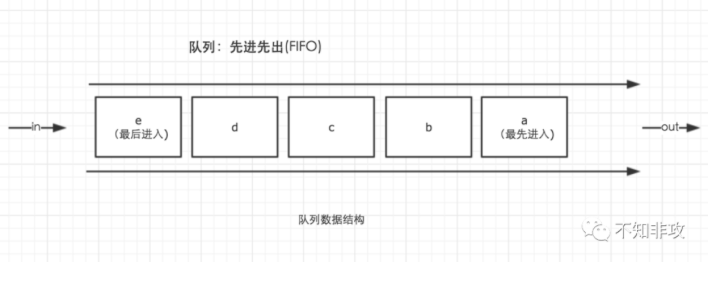 队列：先进先出(FIFO)
in
e
（最后进入)
d
c
b
a
（最先进入)
out
队列数据结构
不知非攻